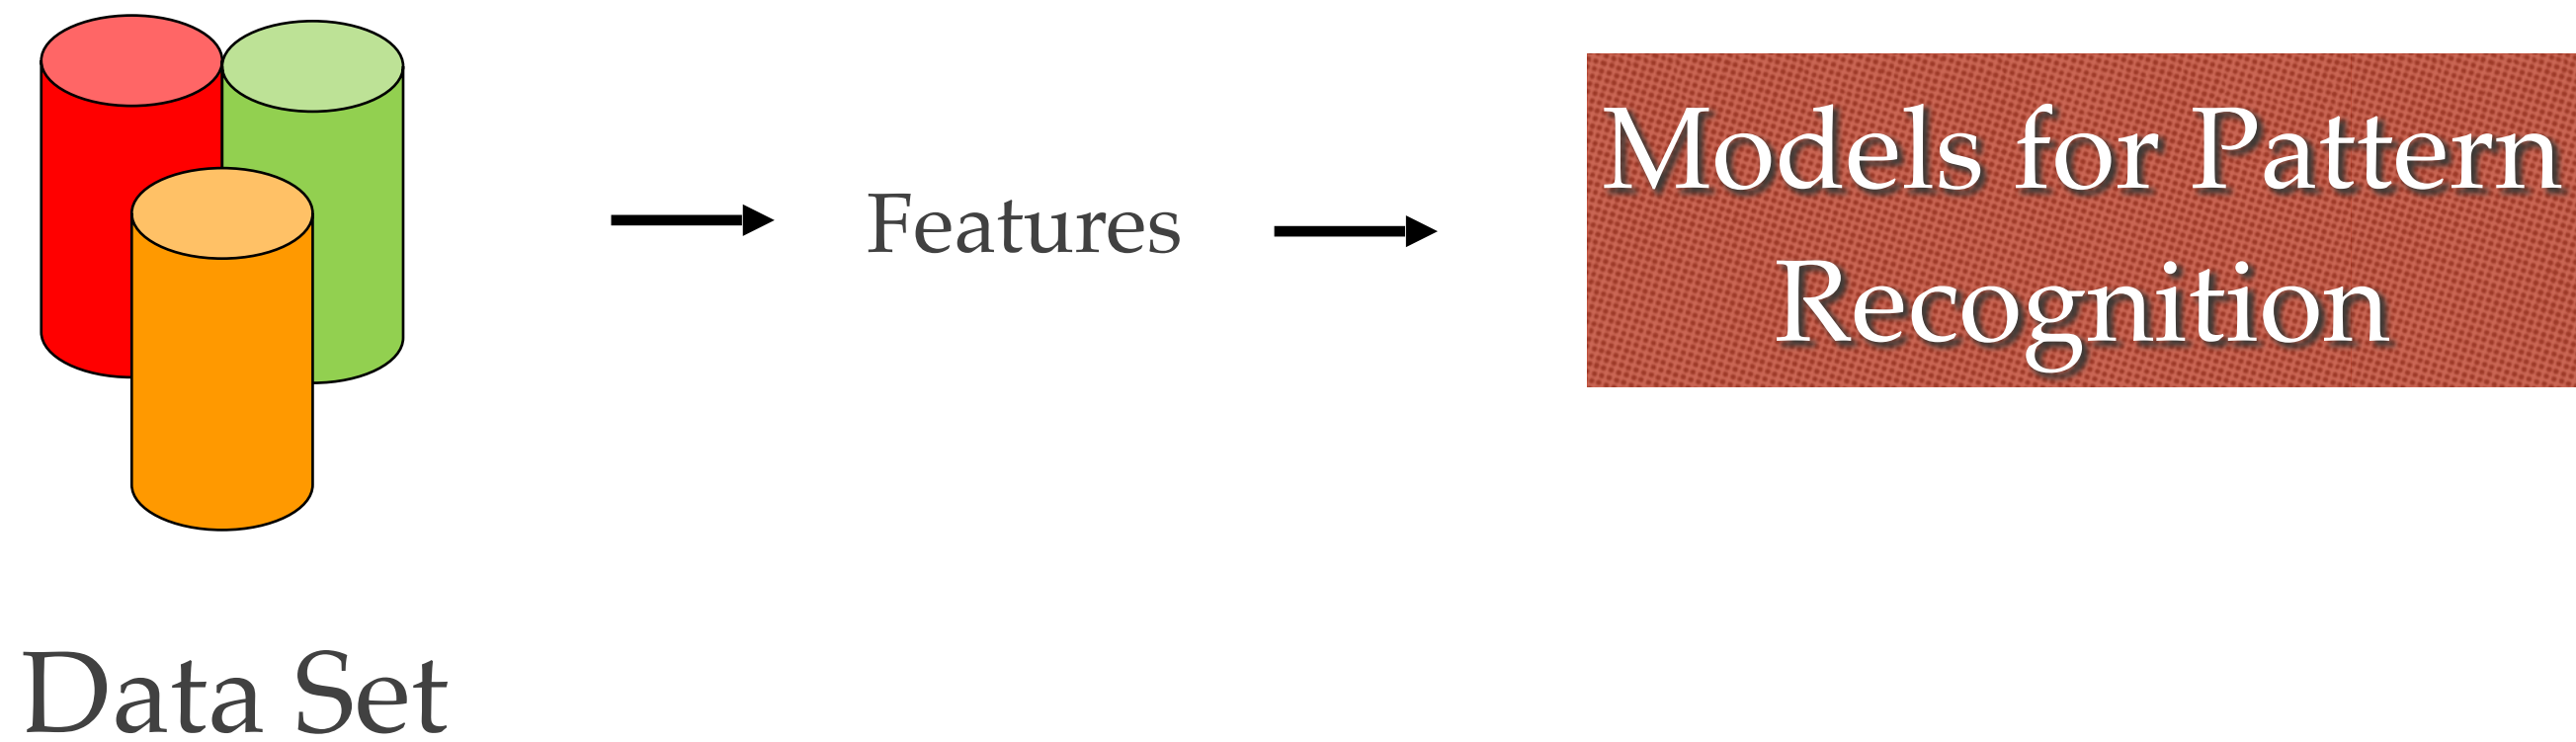 Features
Models for Pattern
Recognition
Data Set